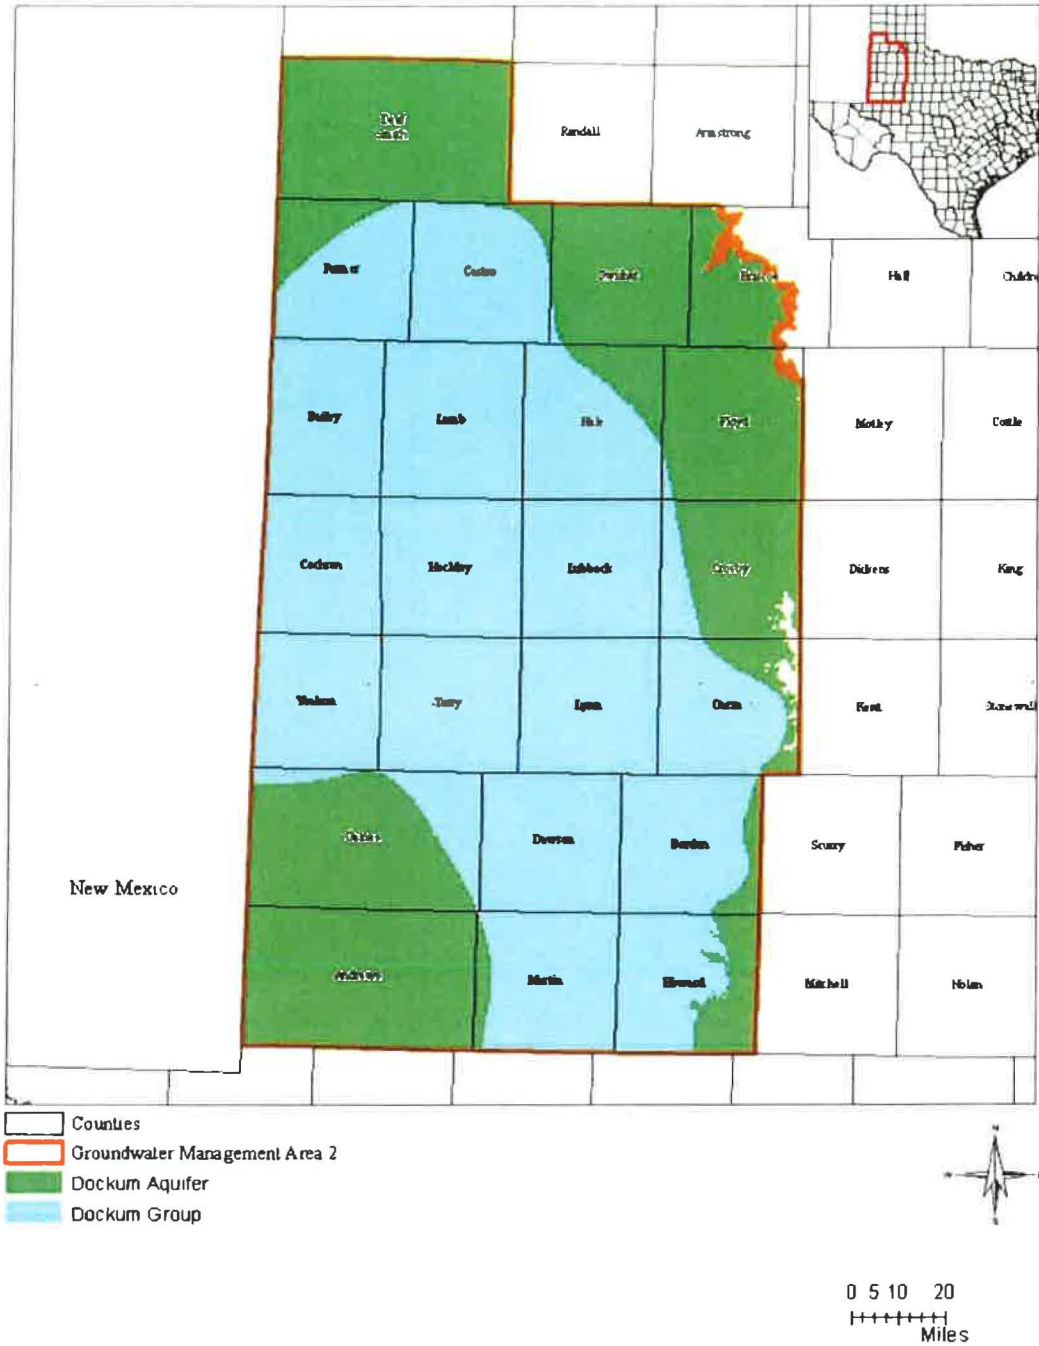 Randall
Armstrong
Castro
Hall
Bailey
Lamb
Hale
Floyd
Motley
Cottle
Cochran
Hockley
Lubbock
Crosby
Dickens
King
Terry
Lynn
Garza
Kent
Dawson
Borden
Scurry
Fisher
New Mexico
Andrews
Martin
Howard
Mitchell
Nolan
Counties
Groundwater Management Area 2
Dockum Aquifer
Dockum Group
N
S
0 5 10 20
Miles